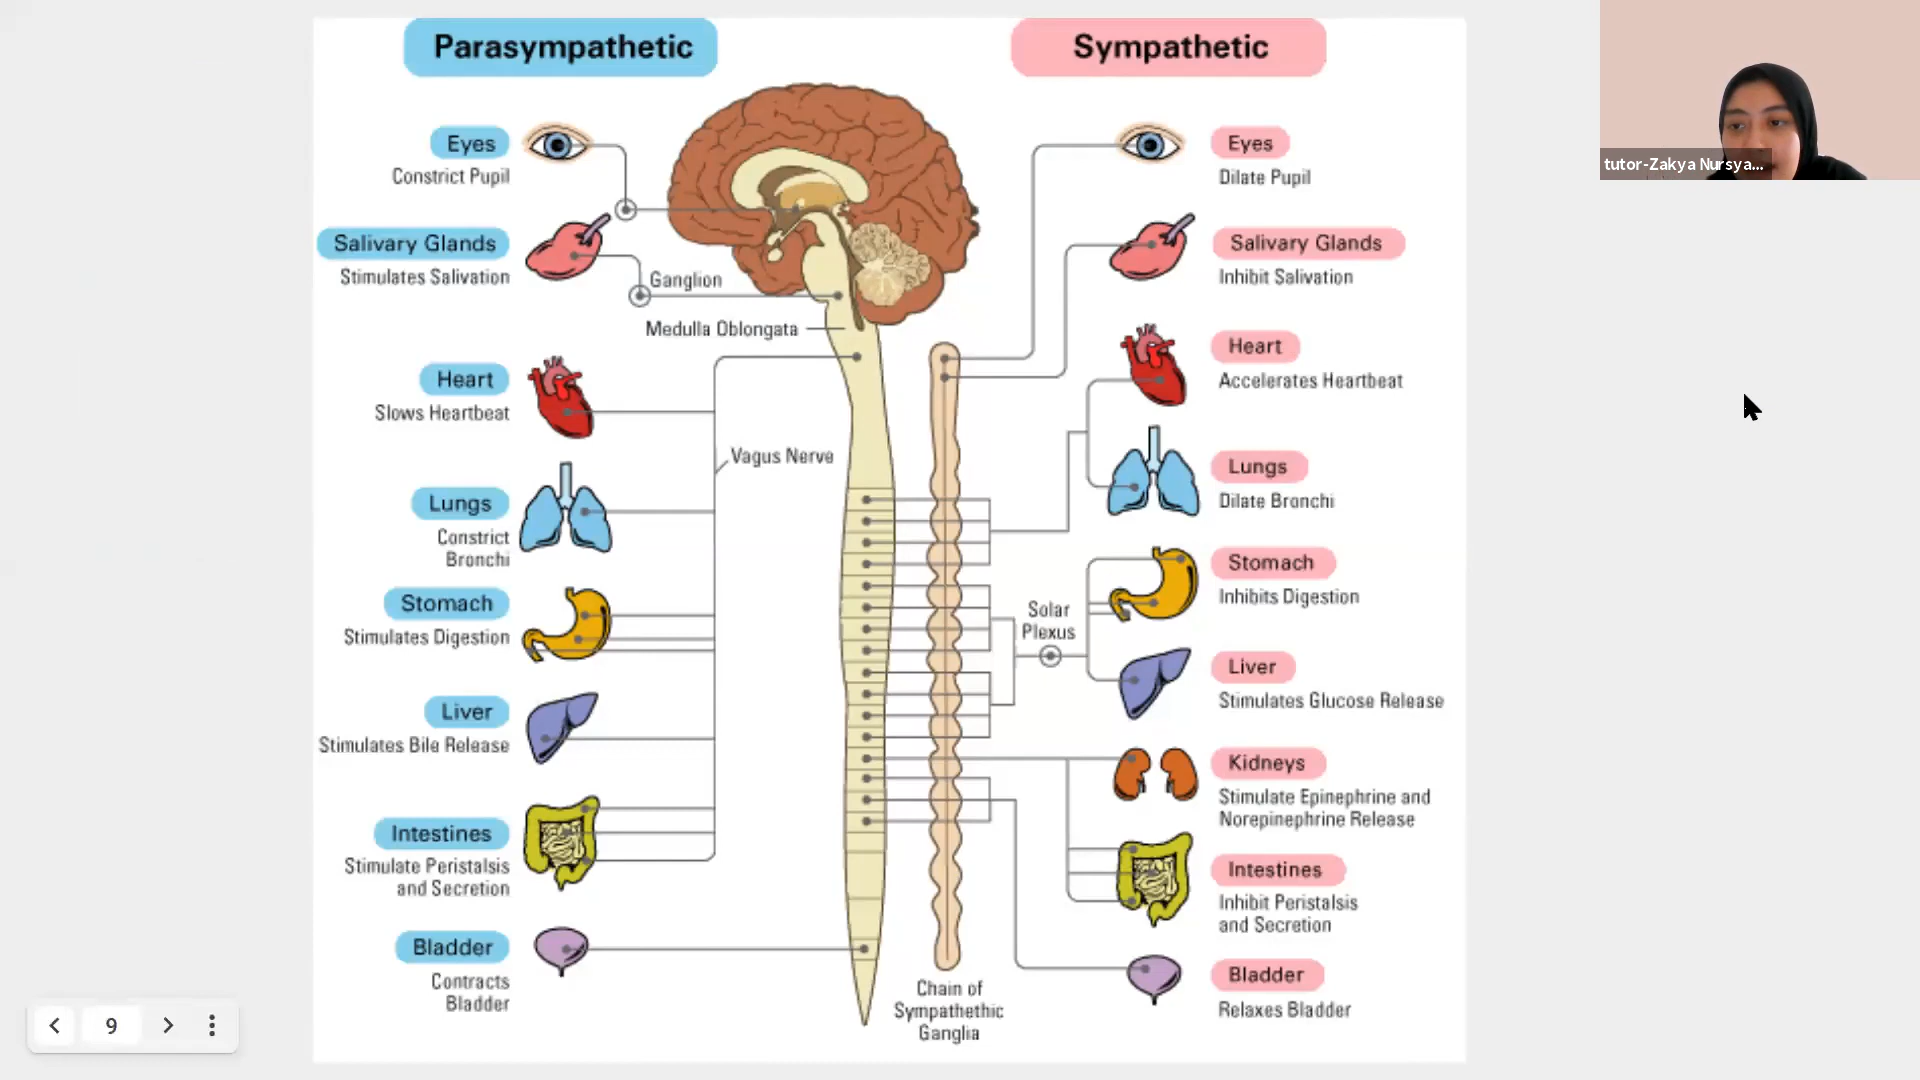 Parasympathetic
Sympathetic
tutor-Zakya Nursya...
Eyes
Constrict Pupil
Salivary Glands
Stimulates Salivation
Ganglion
Medulla Oblongata
Heart
Slows Heartbeat
Vagus Nerve
Lungs
Constrict
Bronchi
Stomach
Stimulates Digestion
Liver
Stimulates Bile Release
Intestines
Stimulate Peristalsis
and Secretion
Bladder
Contracts
Bladder
Chain of
Sympathethic
Ganglia
Eyes
Dilate Pupil
Salivary Glands
Inhibit Salivation
Heart
Accelerates Heartbeat
Lungs
Dilate Bronchi
Stomach
Inhibits Digestion
Solar
Plexus
Liver
Stimulates Glucose Release
Kidneys
Stimulate Epinephrine and
Norepinephrine Release
Intestines
Inhibit Peristalsis
and Secretion
Bladder
Relaxes Bladder
9